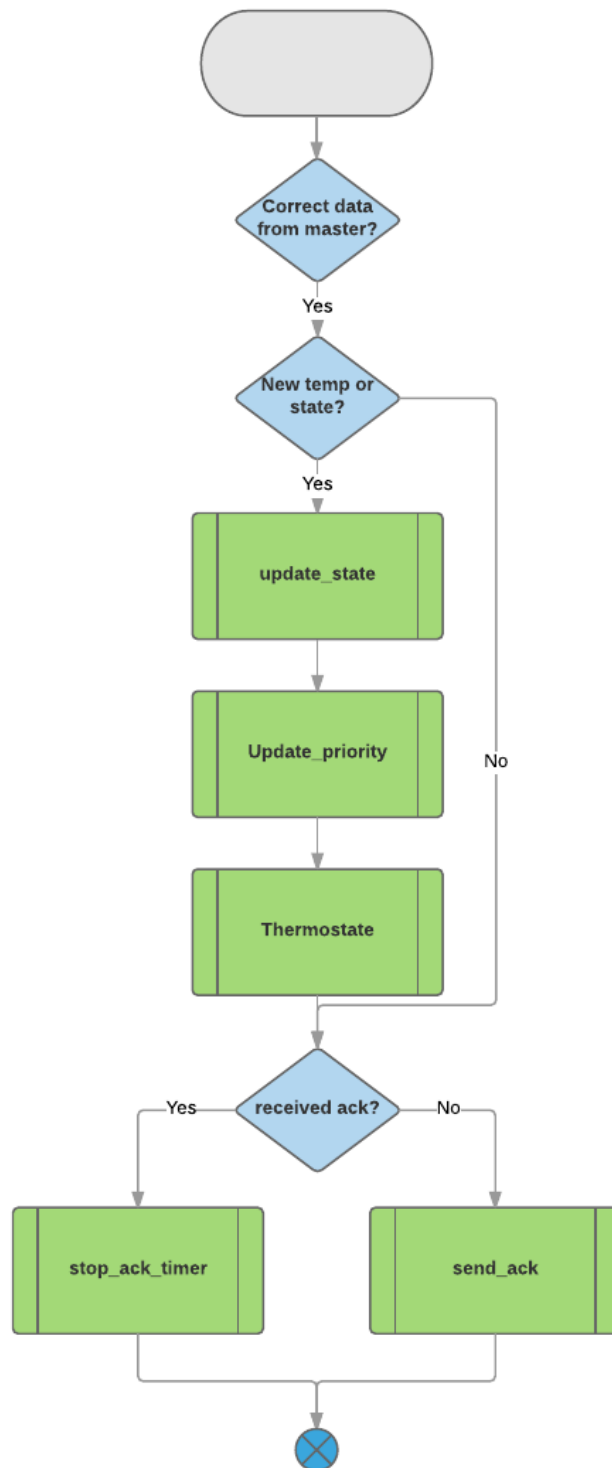 Correct data
from master?
Yes
New temp or
state?
Yes
update_state
Update_priority
No
Thermostate
received ack?
Yes
No
stop_ack_timer
send_ack